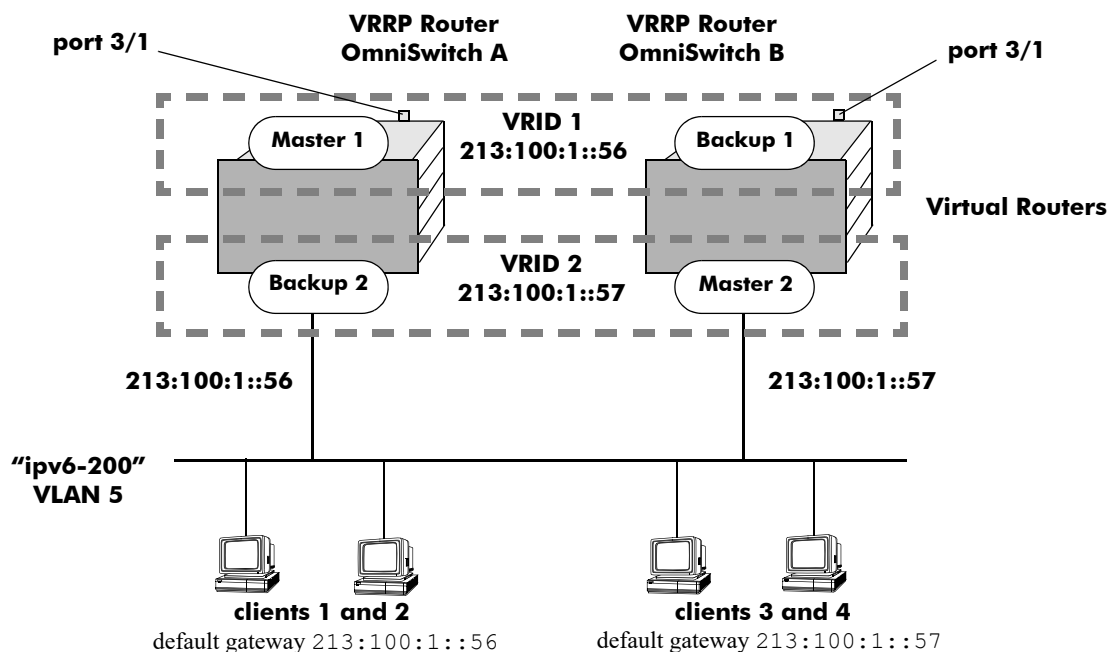 VRRP Router
OmniSwitch A
VRRP Router
OmniSwitch B
port 3/1
port 3/1
Master 1
VRID 1
213:100:1::56
Backup 1
Virtual Routers
Backup 2
VRID 2
213:100:1::57
Master 2
213:100:1::56
213:100:1::57
“ipv6-200”
VLAN 5
clients 1 and 2
default gateway 213:100:1::56
clients 3 and 4
default gateway 213:100:1::57